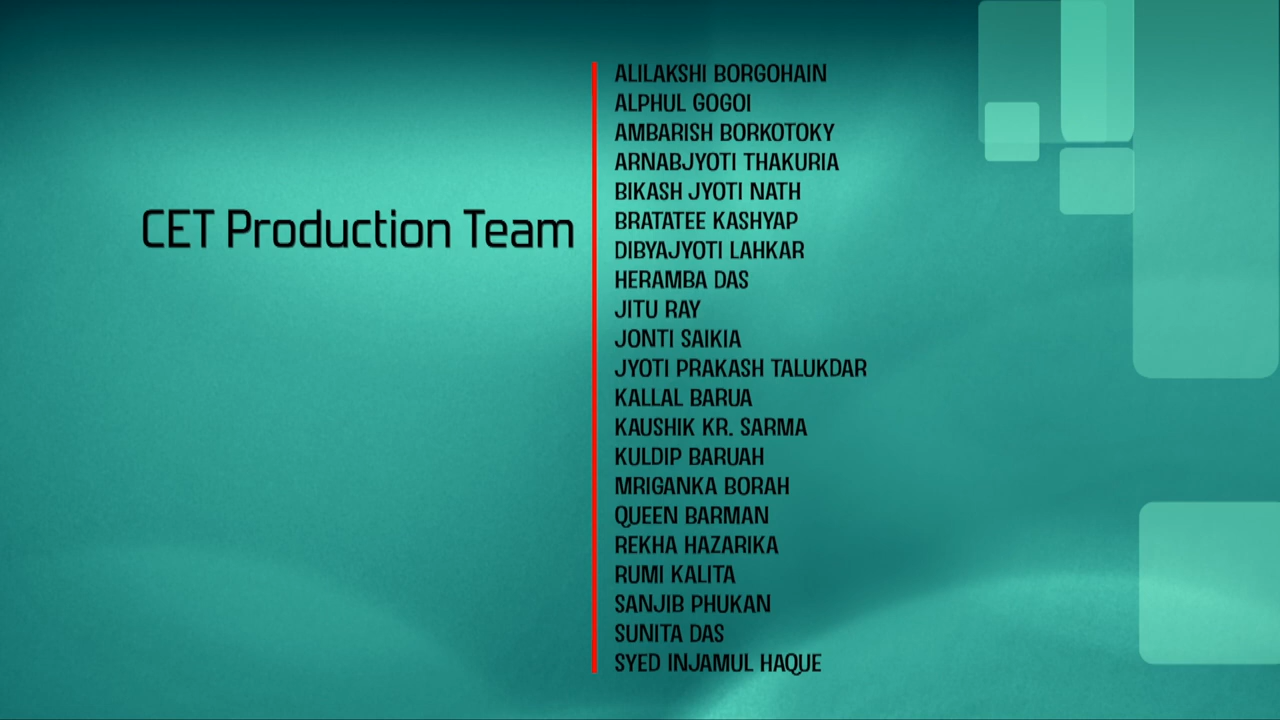 CET Production Team
ALILAKSHI BORGOHAIN
ALPHUL GOGOI
AMBARISH BORKOTOKY
ARNABJYOTI THAKURIA
BIKASH JYOTI NATH
BRATATEE KASHYAP
DIBYAJYOTI LAHKAR
HERAMBA DAS
JITU RAY
JONTI SAIKIA
JYOTI PRAKASH TALUKDAR
KALLAL BARUA
KAUSHIK KR. SARMA
KULDIP BARUAH
MRIGANKA BORAH
QUEEN BARMAN
REKHA HAZARIKA
RUMI KALITA
SANJIB PHUKAN
SUNITA DAS
SYED INJAMUL HAQUE